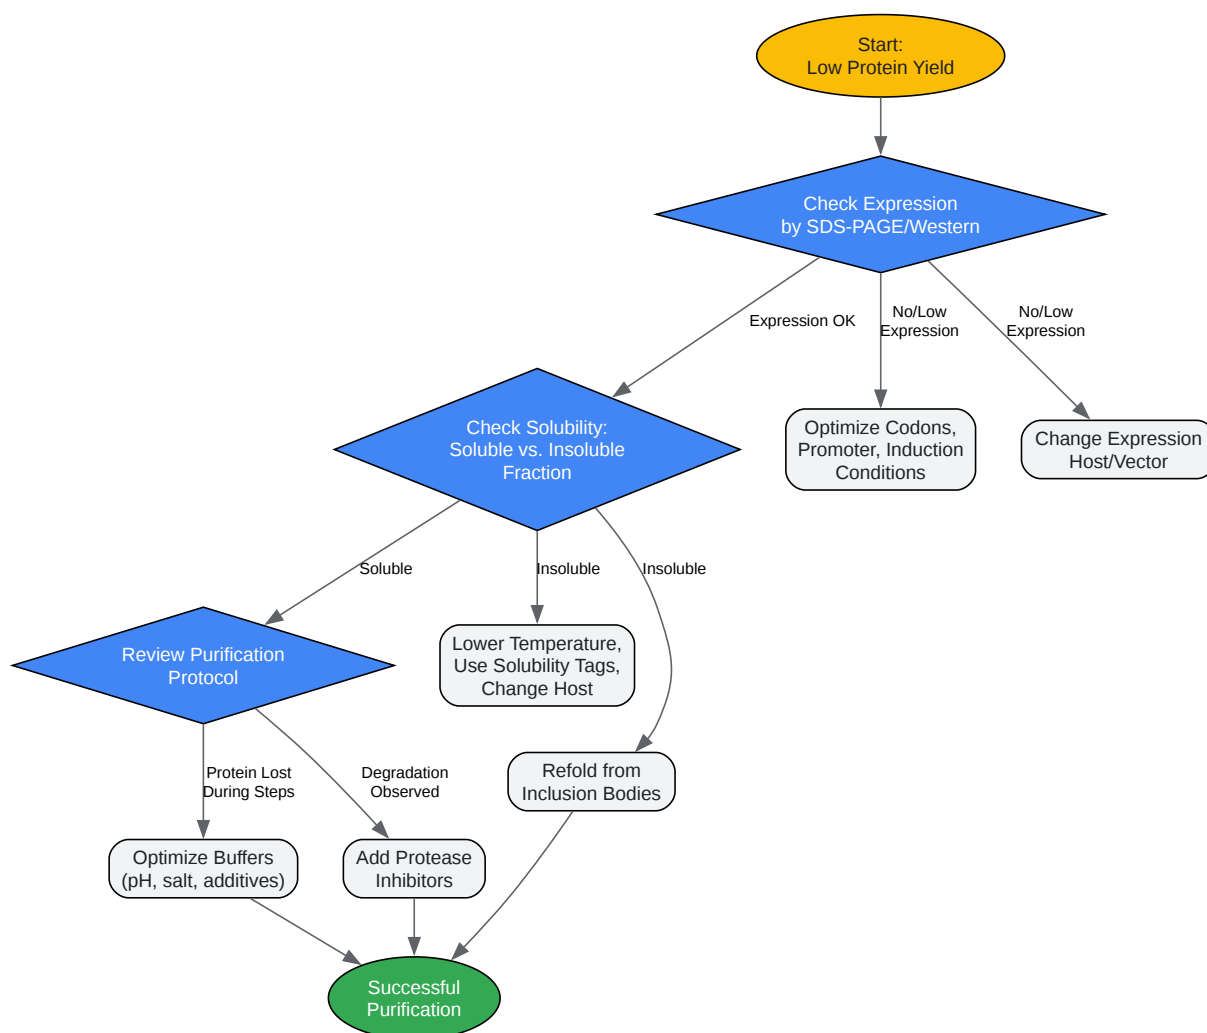 Start:
Low Protein Yield
Check Expression
by SDS-PAGE/Western
Expression OK
No/Low
Expression
No/Low
Expression
Check Solubility:
Soluble vs. Insoluble
Fraction
Optimize Codons,
Promoter, Induction
Conditions
Change Expression
Host/Vector
Soluble
Insoluble
Insoluble
Review Purification
Protocol
Lower Temperature,
Use Solubility Tags,
Change Host
Protein Lost
During Steps
Degradation
Observed
Refold from
Inclusion Bodies
Optimize Buffers
(pH, salt, additives)
Add Protease
Inhibitors
Successful
Purification